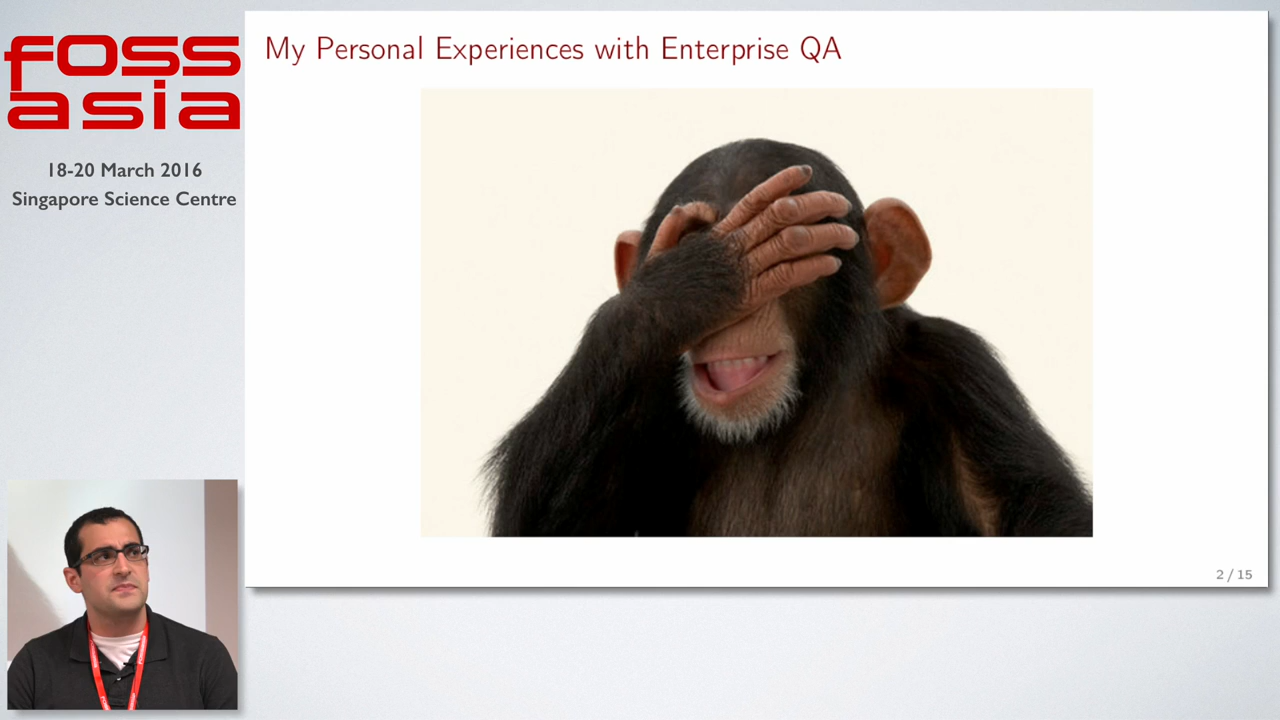 foss
asia
18-20 March 2016
Singapore Science Centre
My Personal Experiences with Enterprise QA
2 / 15